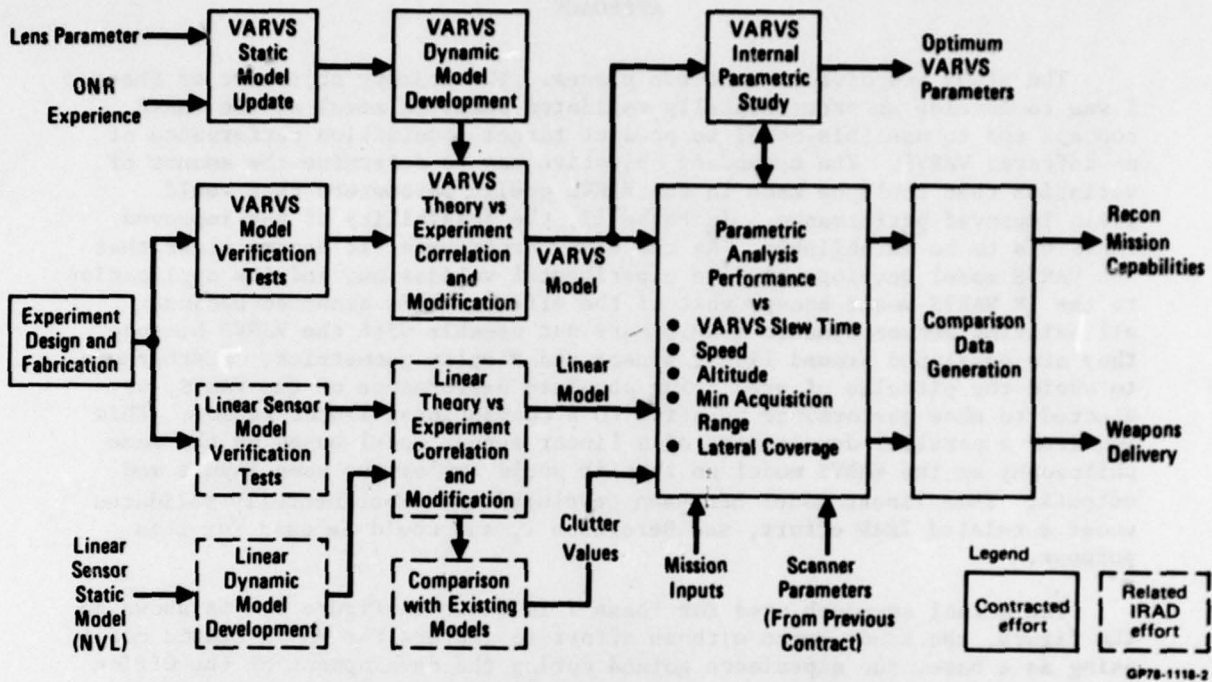 Lens Parameter
ONR
Experience
VARVS
Static
Model
Update
VARVS
Dynamic
Model
Development
VARVS
Internal
Parametric
Study
Optimum
VARVS
Parameters
Experiment
Design and
Fabrication
VARVS
Model
Verification
Tests
VARVS
Theory vs
Experiment
Correlation
and
Modification
VARVS
Model
Parametric
Analysis
Performance
vs
VARVS Slew Time
● Speed
● Altitude
● Min Acquisition
● Range
● Lateral Coverage
Comparison
Data
Generation
Recon
Mission
Capabilities
Weapons
Delivery
Linear Sensor
Model
Verification
Tests
Linear
Theory vs
Experiment
Correlation
and
Modification
Linear
Model
Linear
Sensor
Static
Model
(NVL)
Linear
Dynamic
Model
Development
Comparison
with Existing
Models
Clutter
Values
Mission
Inputs
Scanner
Parameters
(From Previous
Contract)
Legend
Contracted
effort
Related
IRAD
effort
GP78-1118-2